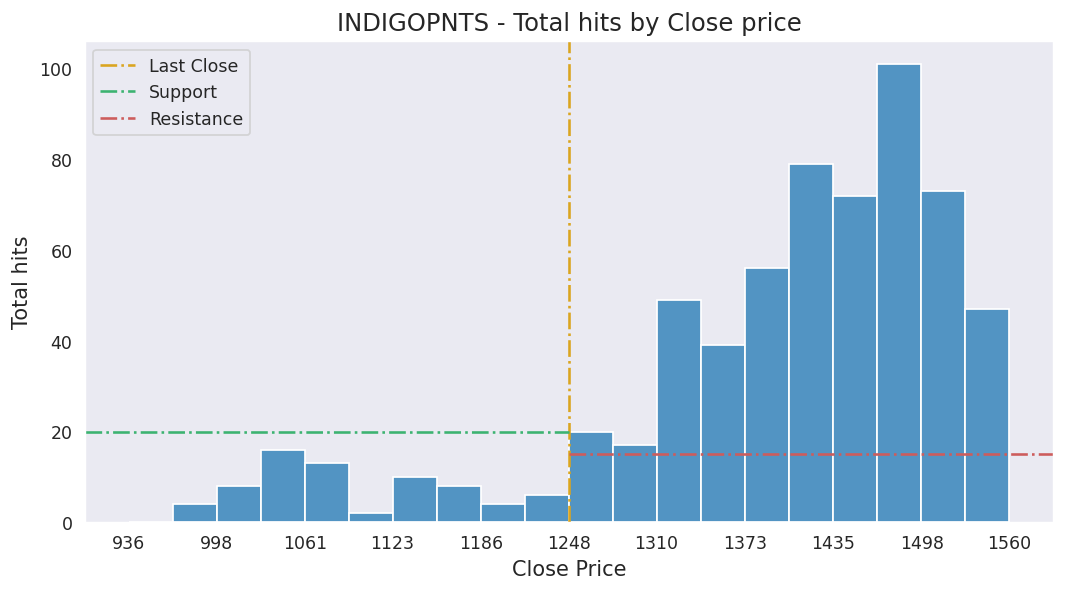 INDIGOPNTS - Total hits by Close price
Last Close
Support
Resistance
Total hits
100
80
60
40
20
0
936 998 1061 1123 1186 1248 1310 1373 1435 1498 1560
Close Price